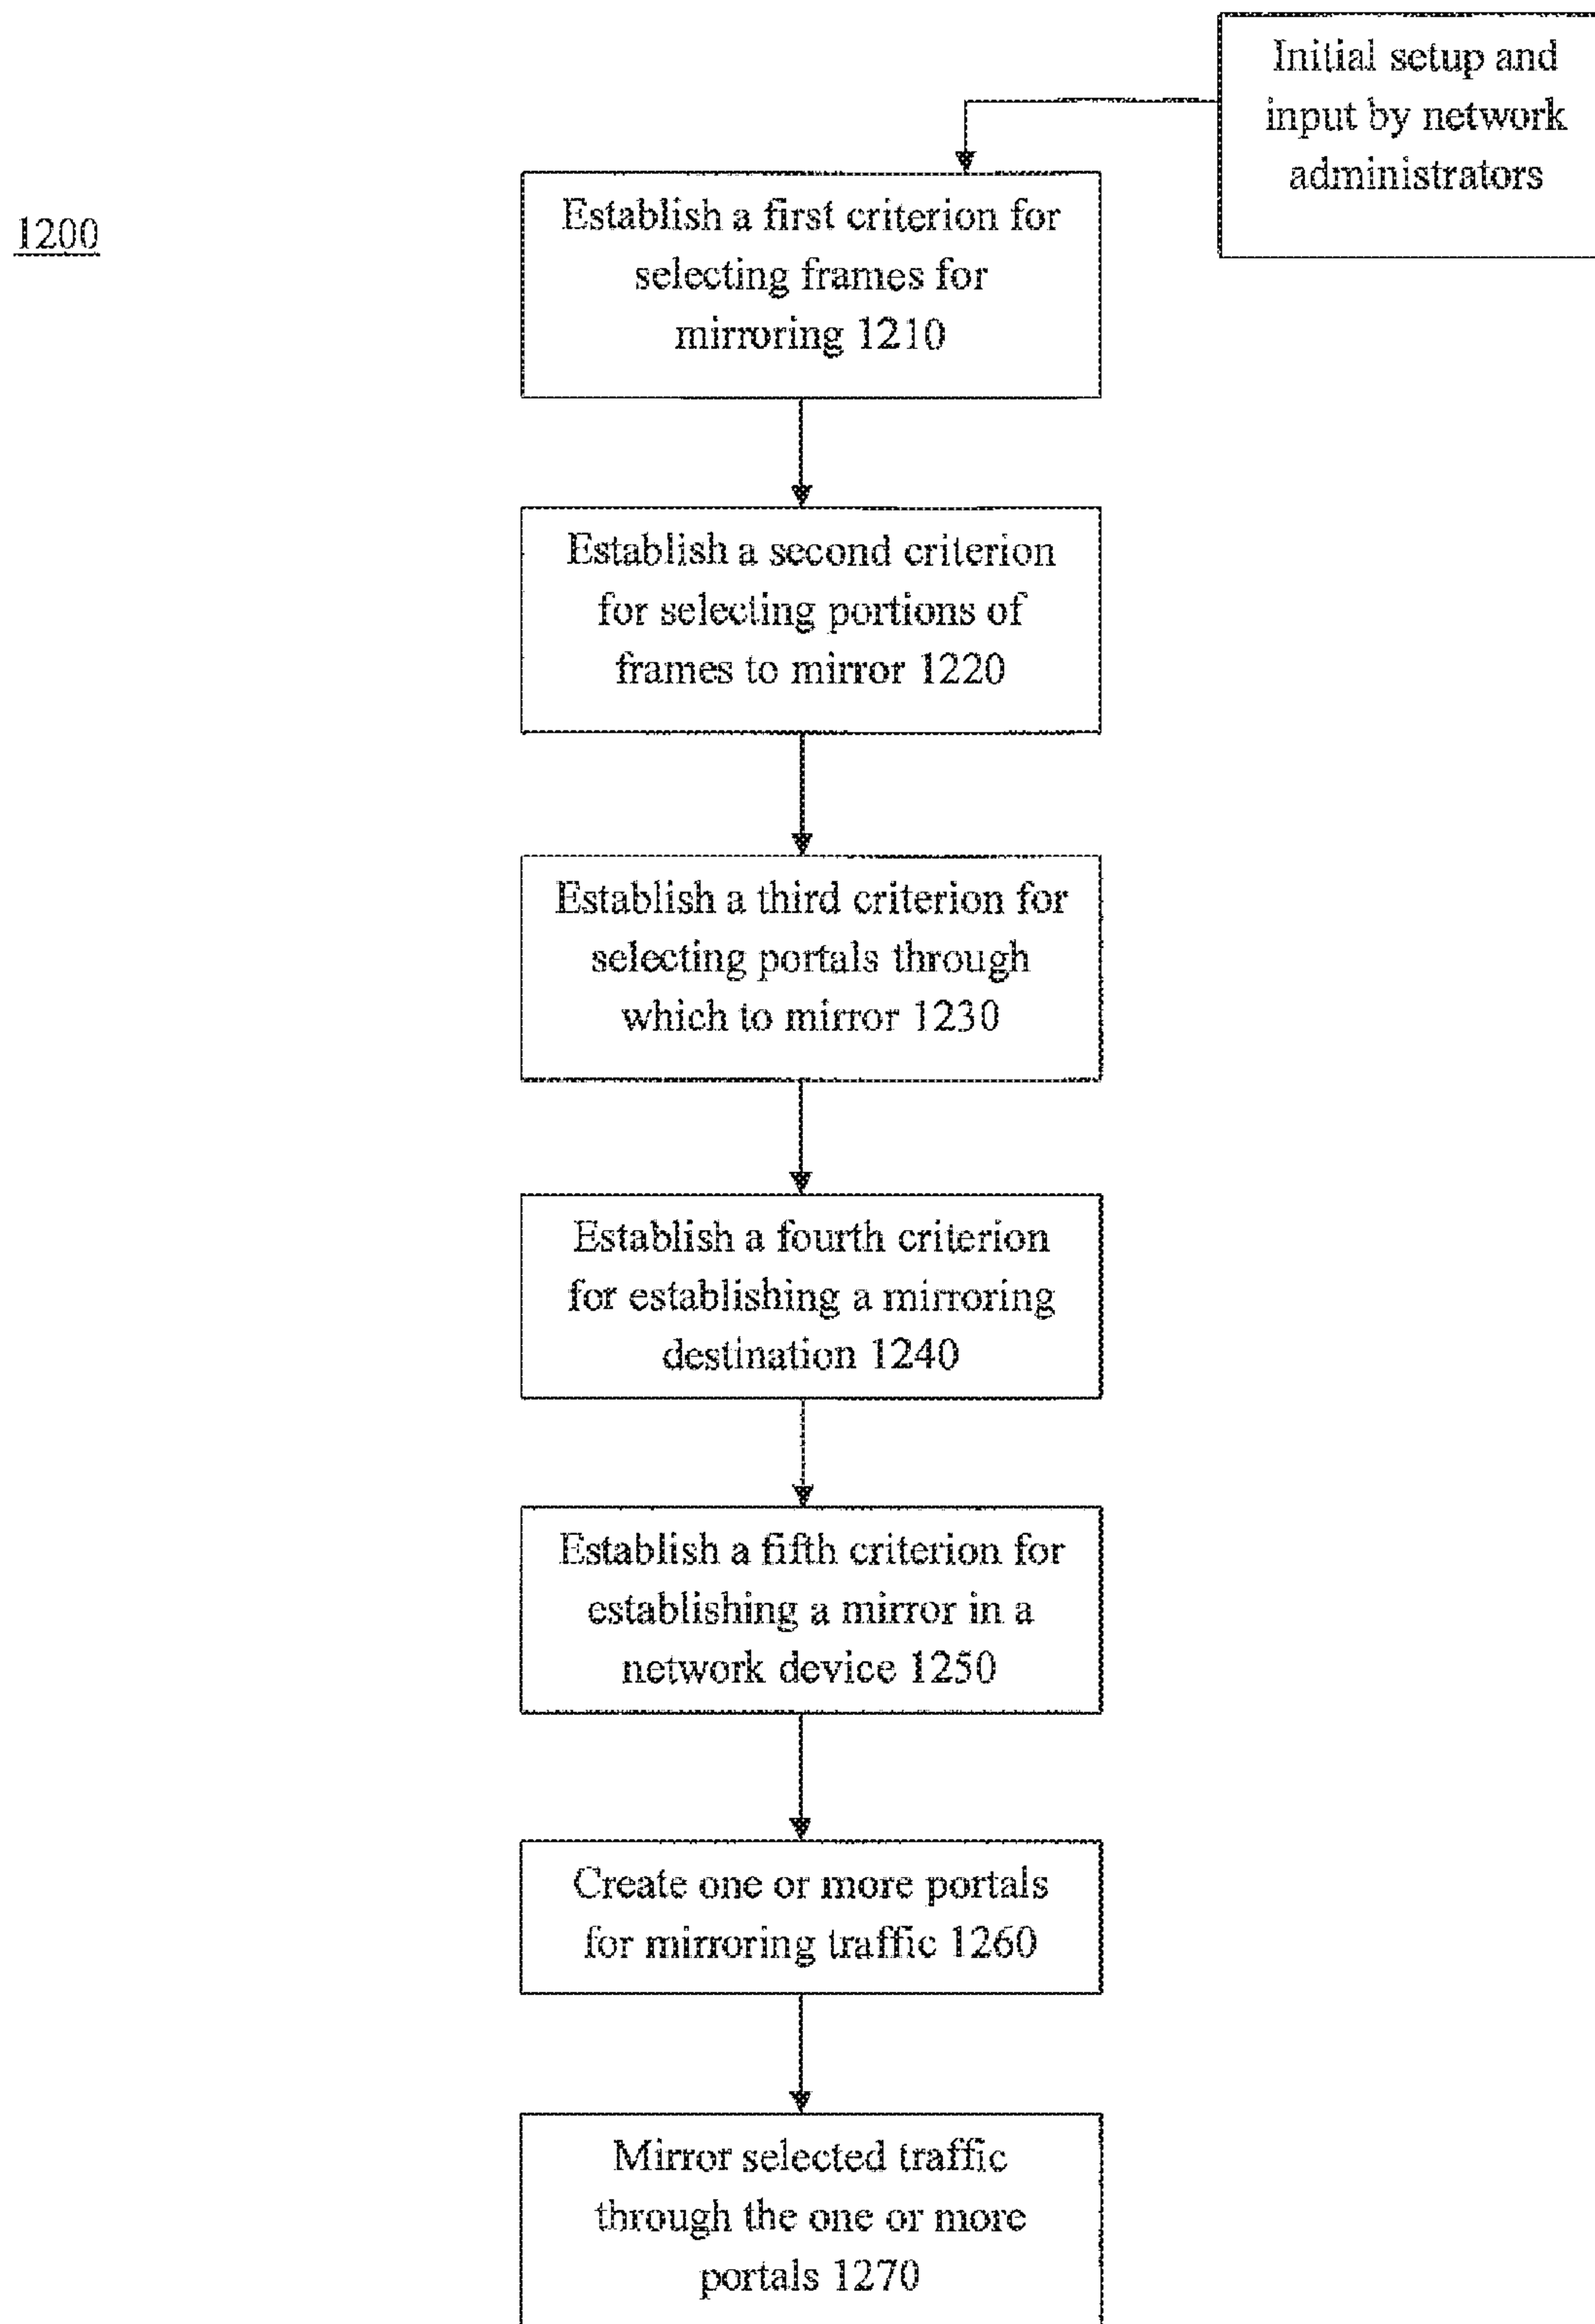 Initial setup and
input by network
administrators
1200
Establish a first criterion for
selecting frames for
mirroring 1210
Establish a second criterion
for selecting portions of
frames to mirror 1220
Establish a third criterion for
selecting portals through
which to mirror 1230
Establish a fourth criterion
for establishing a mirroring
destination 1240
Establish a fifth criterion for
establishing a mirror in a
network device 1250
Create one or more portals
for mirroring traffic 1260
Mirror selected traffic
through the one or more
portals 1270